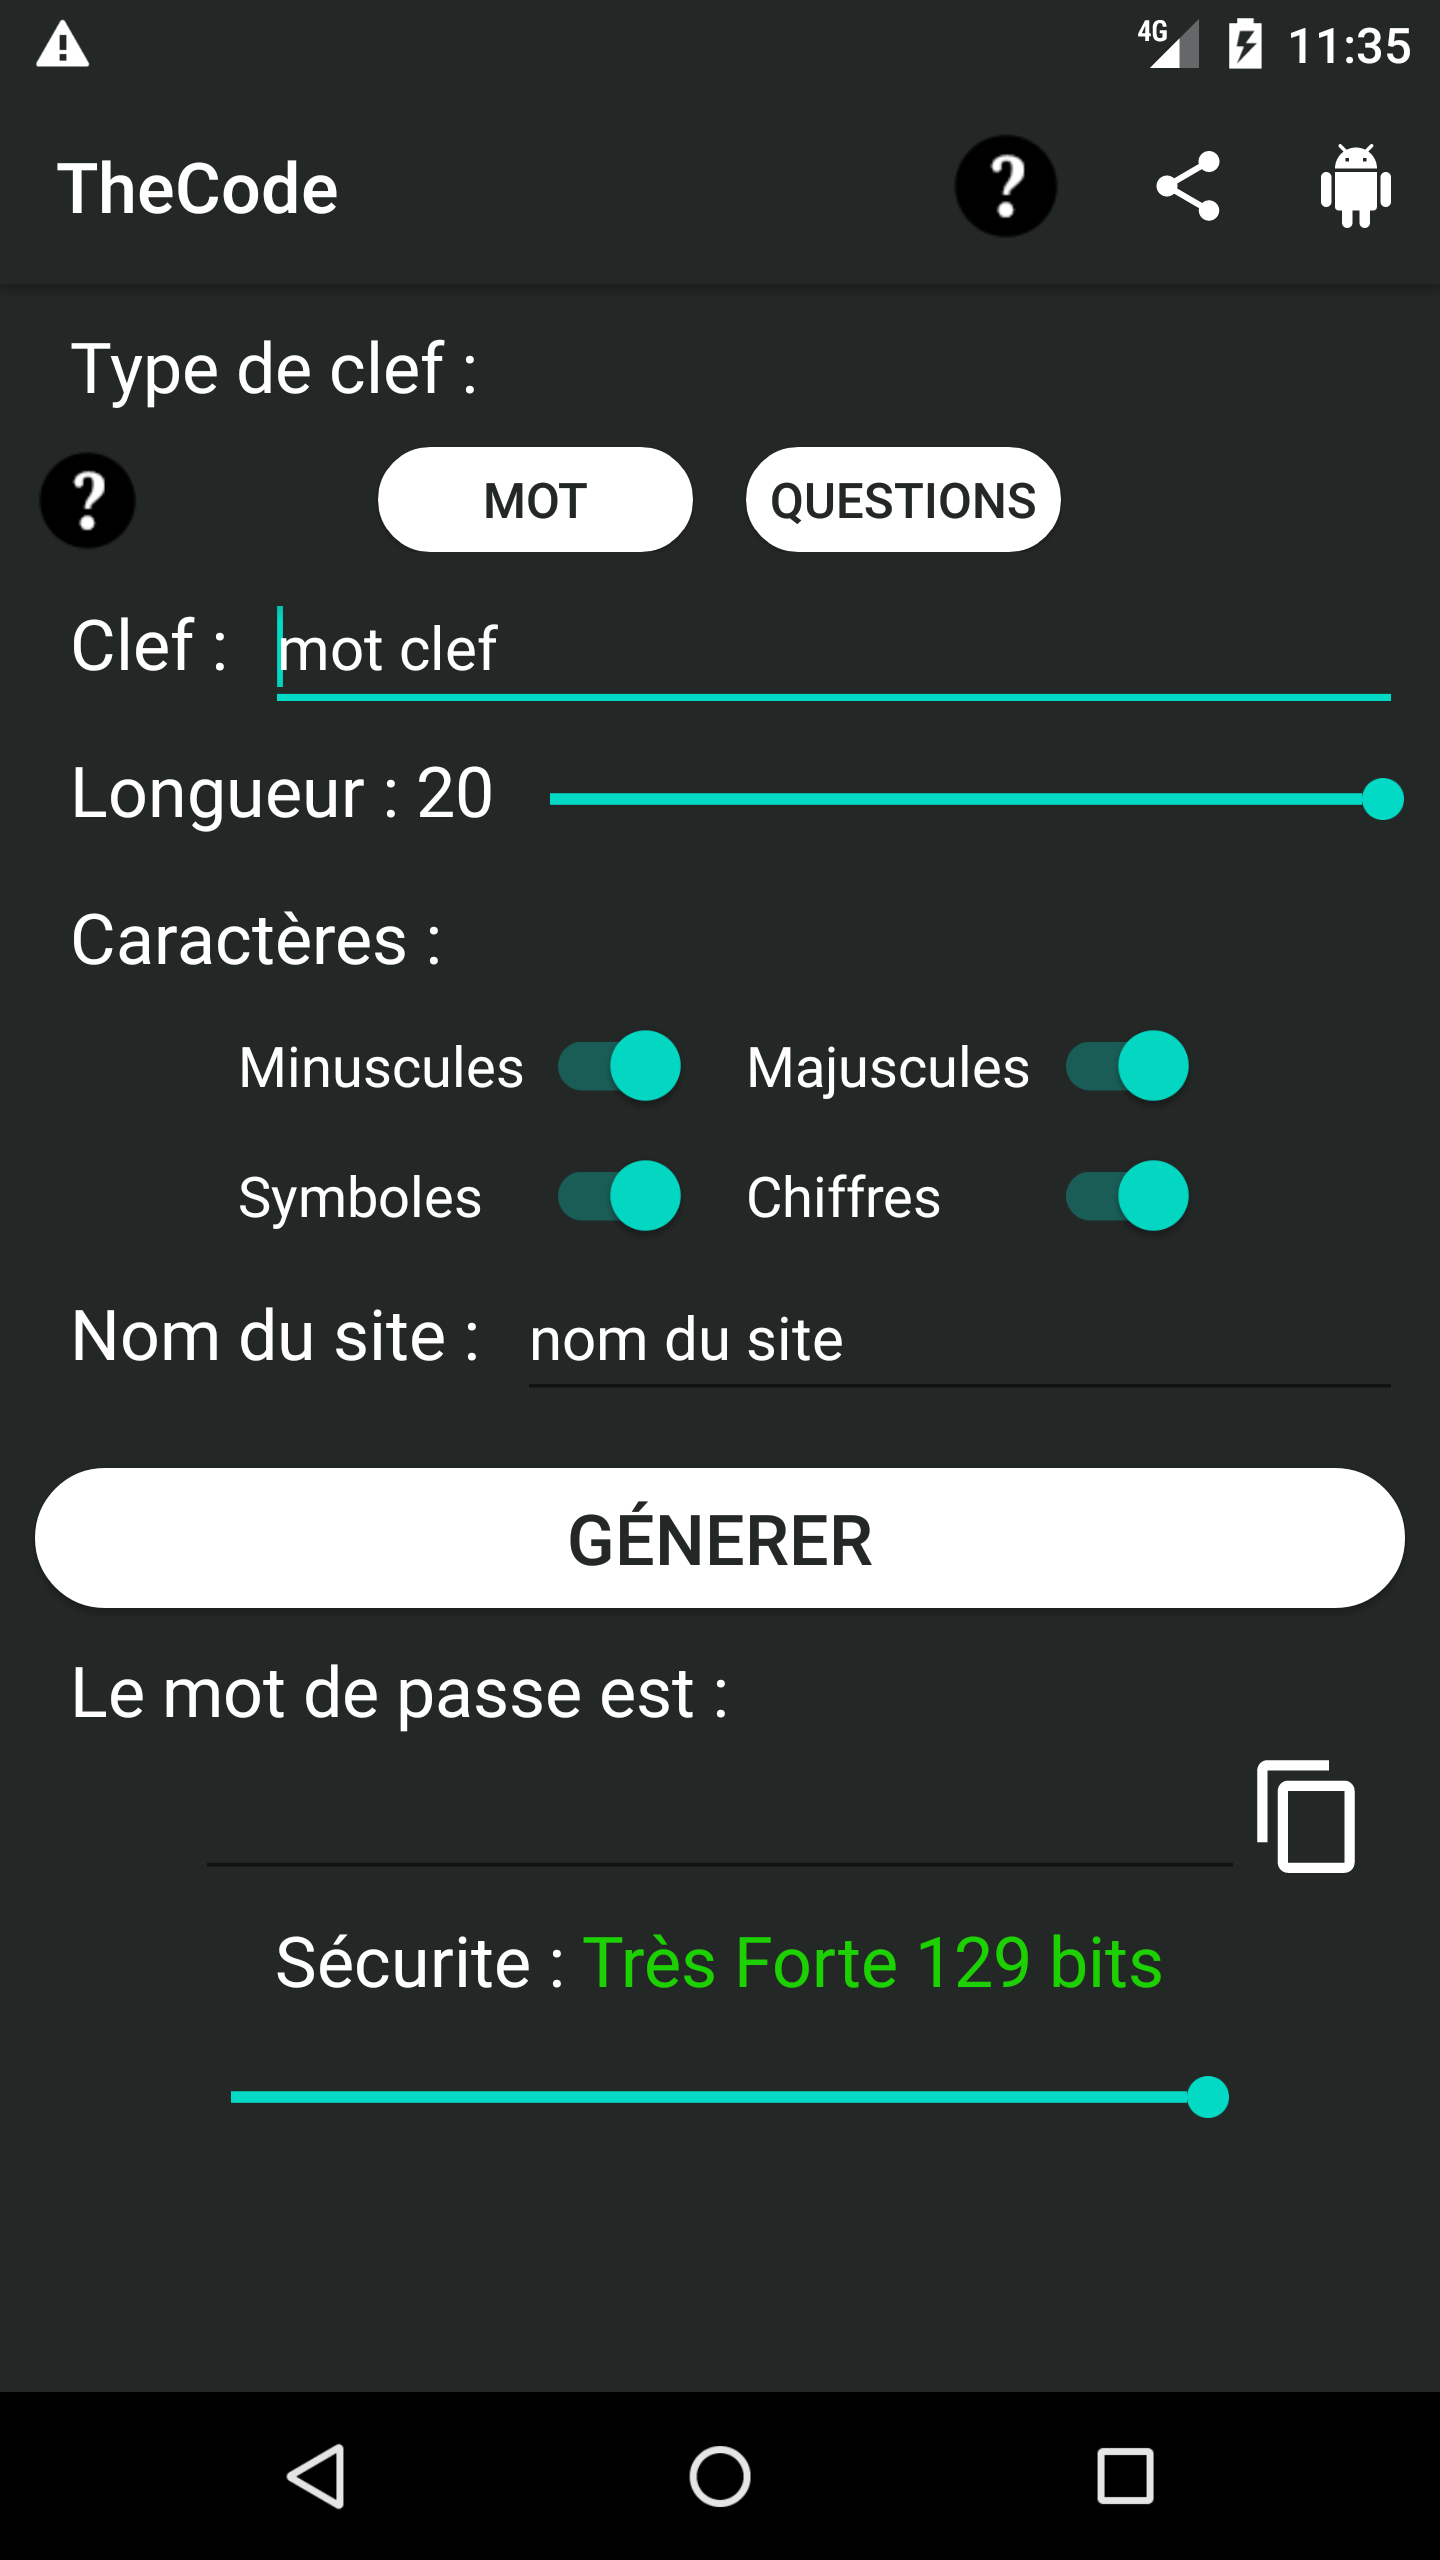 4G 11:35
TheCode ?
Type de clef :
? MOT QUESTIONS
Clef : mot clef
Longueur : 20
Caractères :
Minuscules Majuscules
Symboles Chiffres
Nom du site : nom du site
GÉNERER
Le mot de passe est :
Sécurite : Très Forte 129 bits